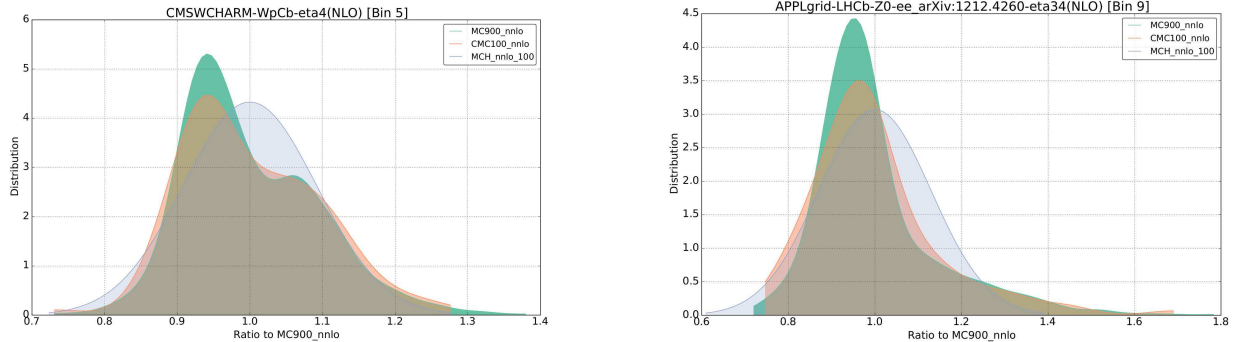 CMSWCHARM-WpCb-eta4(NLO) [Bin 5]
6
5
4
3
2
1
0
Distribution
MC900_nnlo
CMC100_nnlo
MCH_nnlo_100
0.7 0.8 0.9 1.0 1.1 1.2 1.3 1.4
Ratio to MC900_nnlo
APPLgrid-LHCb-Z0-ee_arXiv:1212.4260-eta34(NLO) [Bin 9]
4.5
4.0
3.5
3.0
2.5
2.0
1.5
1.0
0.5
0.0
Distribution
MC900_nnlo
CMC100_nnlo
MCH_nnlo_100
0.6 0.8 1.0 1.2 1.4 1.6 1.8
Ratio to MC900_nnlo